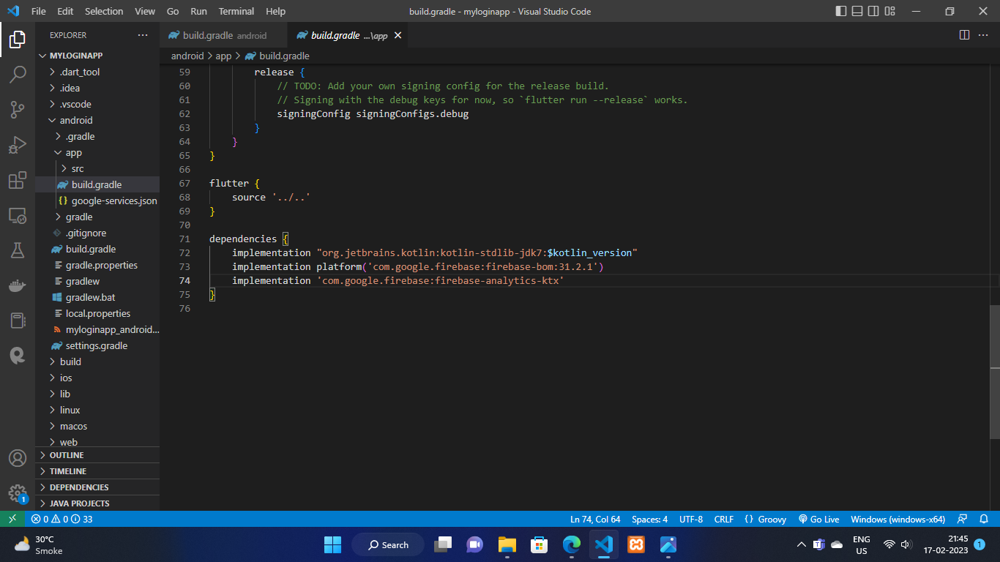 File Edit Selection View Go Run Terminal Help
build.gradle - myloginapp - Visual Studio Code
EXPLORER
MYLOGINAPP
.dart_tool
.idea
.vscode
android
.gradle
app
src
build.gradle
google-services.json
gradle
.gitignore
build.gradle
gradle.properties
gradlew
gradlew.bat
local.properties
myloginapp_android...
settings.gradle
build
ios
lib
linux
macos
web
OUTLINE
TIMELINE
DEPENDENCIES
JAVA PROJECTS
1
build.gradle android
build.gradle ...\app
android > app > build.gradle
59 release {
60 // TODO: Add your own signing config for the release build.
61 // Signing with the debug keys for now, so `flutter run --release` works.
62 signingConfig signingConfigs.debug
63 }
64 }
65 }
66
67 flutter {
68 source '../..'
69 }
70
71 dependencies {
72 implementation "org.jetbrains.kotlin:kotlin-stdlib-jdk7:$kotlin_version"
73 implementation platform('com.google.firebase:firebase-bom:31.2.1')
74 implementation 'com.google.firebase:firebase-analytics-ktx'
75 }
76
0 0 33 Ln 74, Col 64 Spaces: 4 UTF-8 CRLF {} Groovy Go Live Windows (windows-x64)
30°C
Smoke
Search
ENG
US
21:45
17-02-2023
1